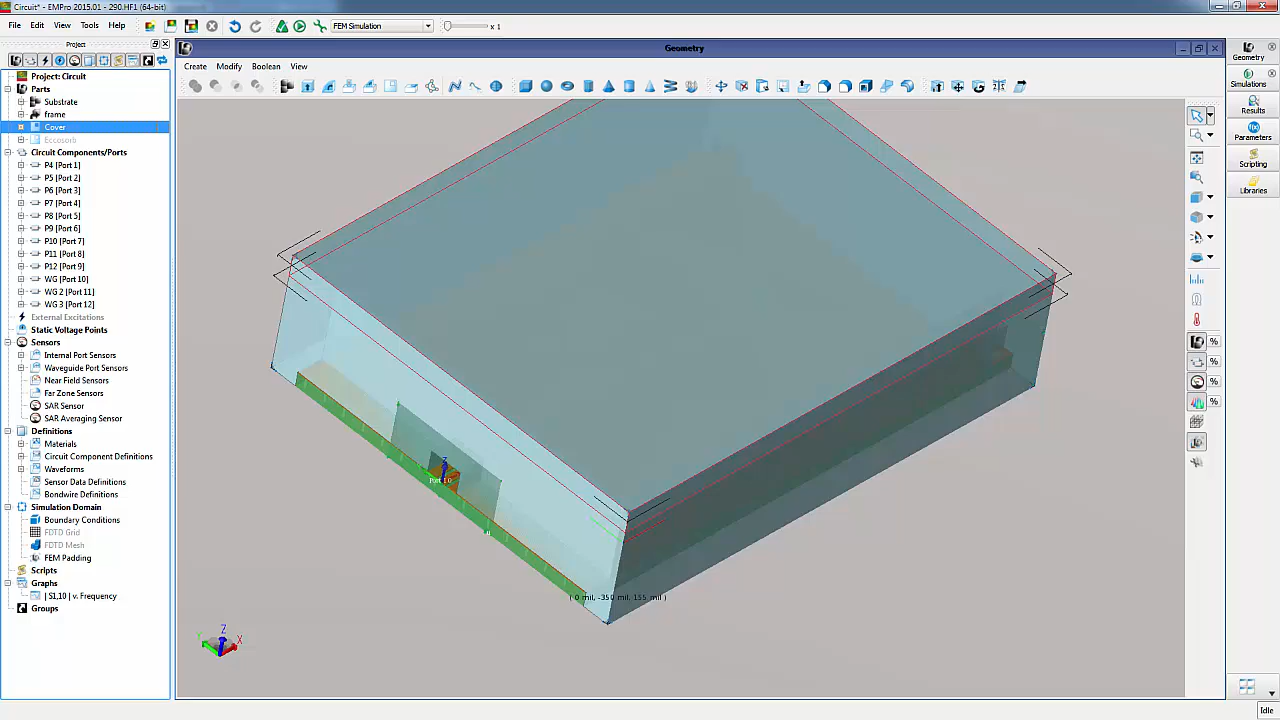 Circuit* - EMPro 2015.01 - 290.HF1 (64-bit)
File Edit View Tools Help
FEM Simulation
x 1
Project
Project: Circuit
Parts
Substrate
frame
Cover
Eccosorb
Circuit Components/Ports
P4 [Port 1]
P5 [Port 2]
P6 [Port 3]
P7 [Port 4]
P8 [Port 5]
P9 [Port 6]
P10 [Port 7]
P11 [Port 8]
P12 [Port 9]
WG [Port 10]
WG 2 [Port 11]
WG 3 [Port 12]
External Excitations
Static Voltage Points
Sensors
Internal Port Sensors
Waveguide Port Sensors
Near Field Sensors
Far Zone Sensors
SAR Sensor
SAR Averaging Sensor
Definitions
Materials
Circuit Component Definitions
Waveforms
Sensor Data Definitions
Bondwire Definitions
Simulation Domain
Boundary Conditions
FDTD Grid
FDTD Mesh
FEM Padding
Scripts
Graphs
| S1,10 | v. Frequency
Groups
Geometry
Create Modify Boolean View
Port 10
( 0 mil, -350 mil, 155 mil )
Z
X
Y
%
%
%
%
Geometry
Simulations
Results
Parameters
Scripting
Libraries
Idle